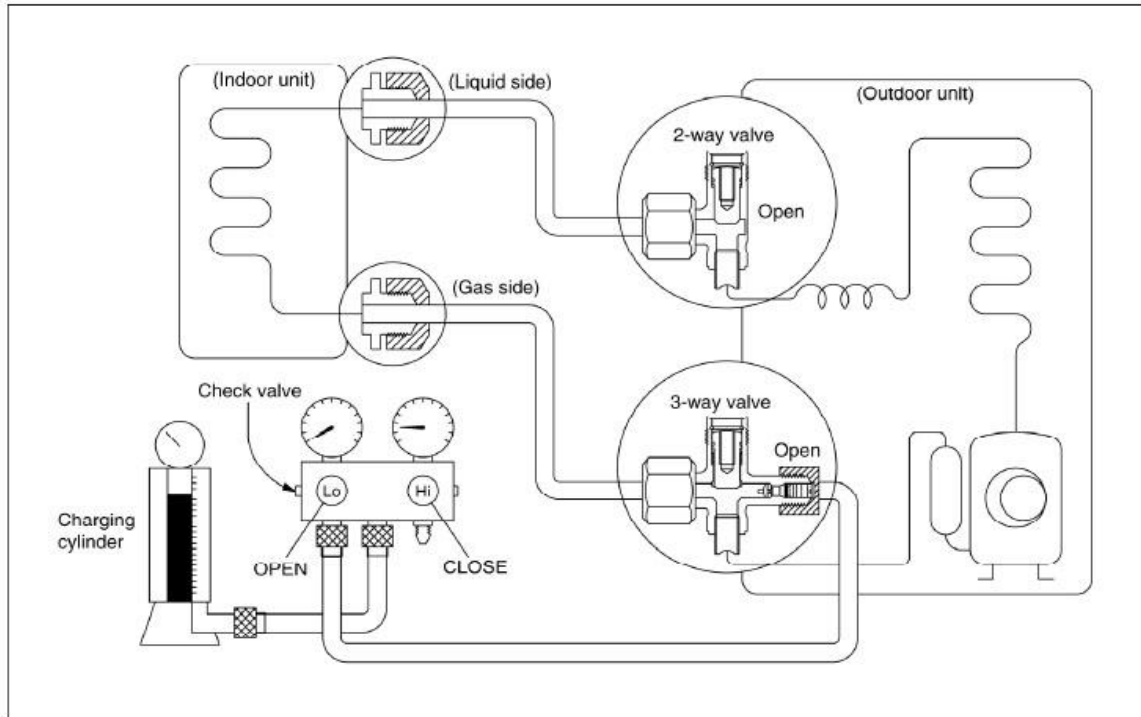 (Indoor unit)
(Liquid side)
(Outdoor unit)
2-way valve
Open
(Gas side)
3-way valve
Open
Check valve
Lo
Hi
Charging
cylinder
OPEN
CLOSE